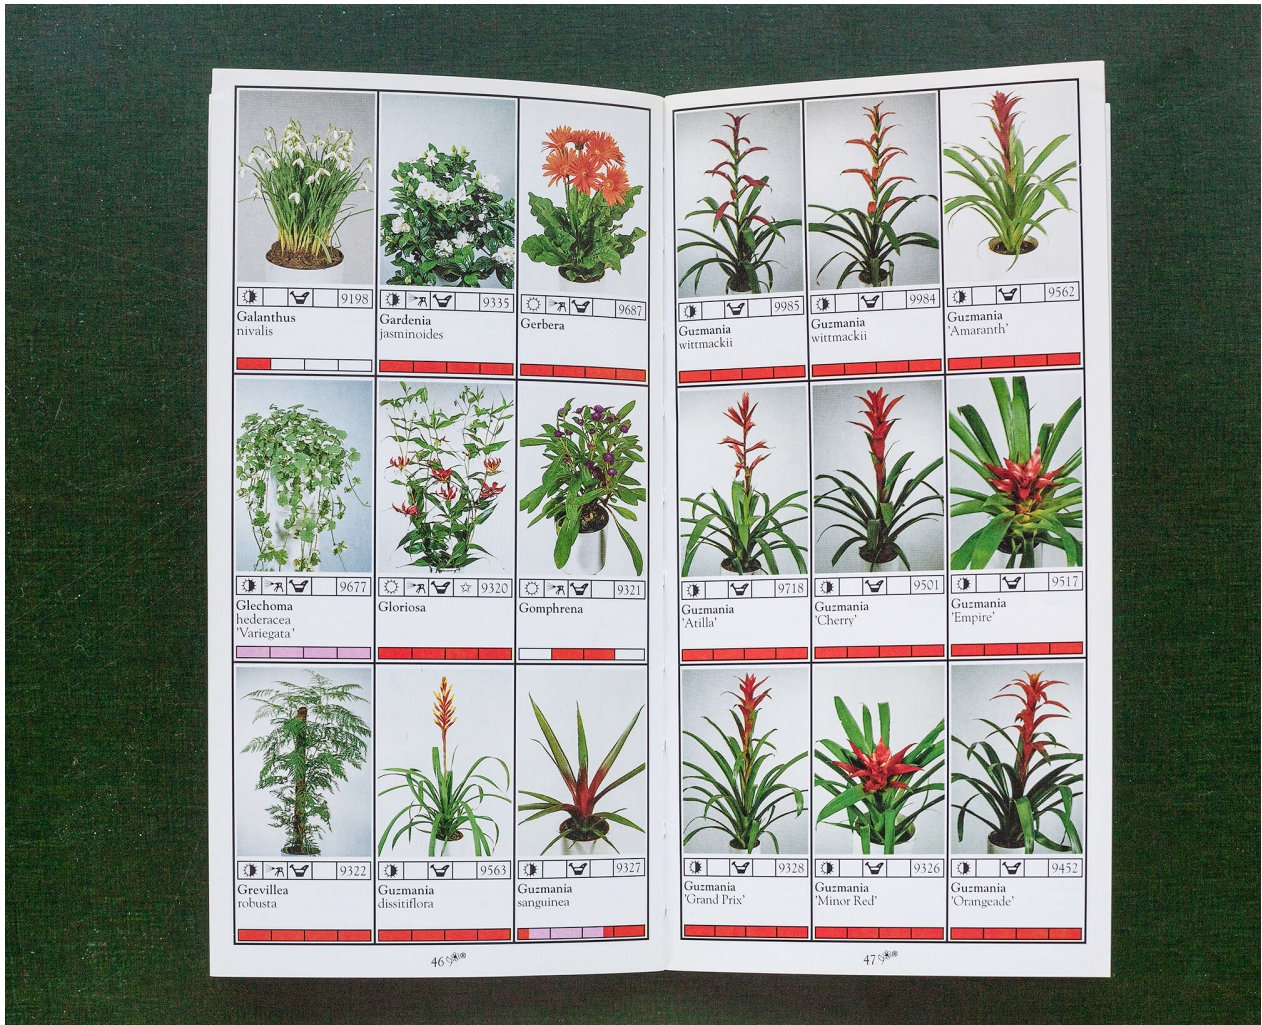 9198
Galanthus
nivalis
9335
Gardenia
jasminoides
9687
Gerbera
9677
Glechoma
hederacea
'Variegata'
9320
Gloriosa
9321
Gomphrena
9322
Grevillea
robusta
9563
Guzmania
dissitiflora
9327
Guzmania
sanguinea
46
9985
Guzmania
wittmackii
9984
Guzmania
wittmackii
9562
Guzmania
'Amaranth'
9718
Guzmania
'Atilla'
9501
Guzmania
'Cherry'
9517
Guzmania
'Empire'
9328
Guzmania
'Grand Prix'
9326
Guzmania
'Minor Red'
9452
Guzmania
'Orangeade'
47